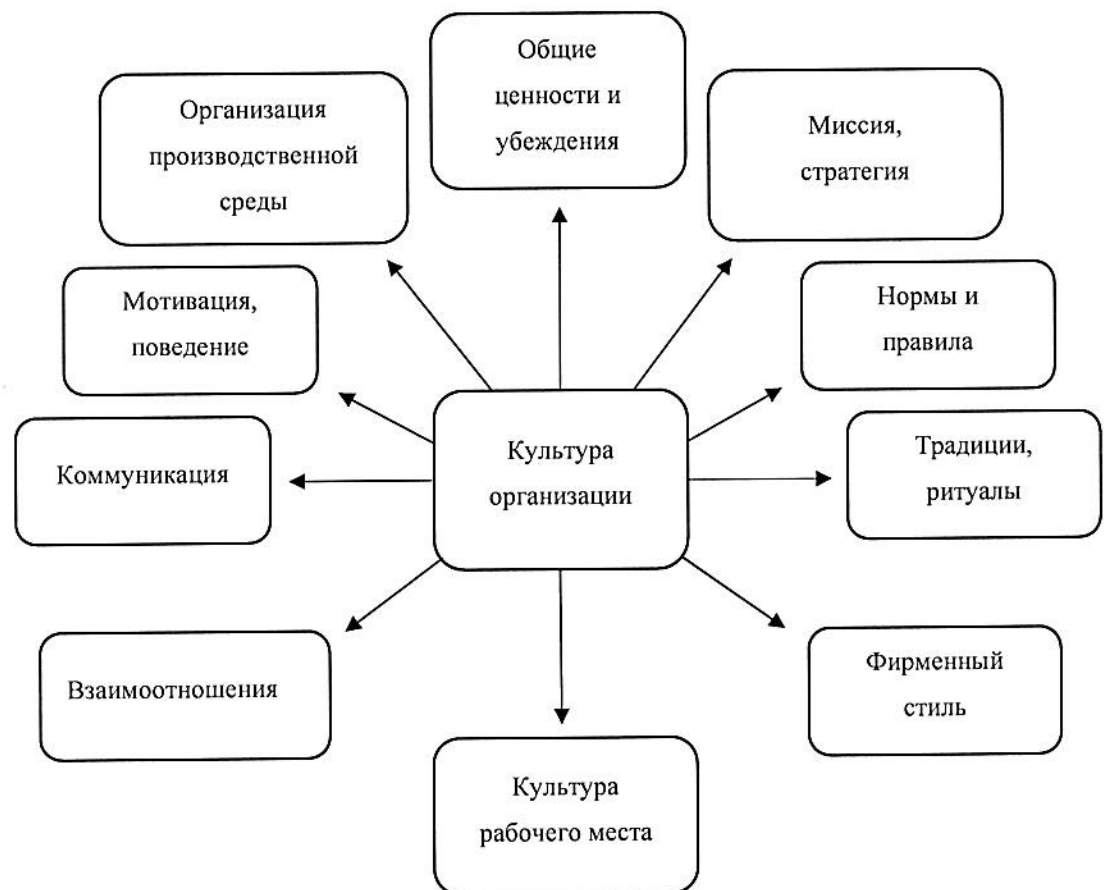 Общие
ценности и
убеждения
Организация
производственной
среды
Миссия,
стратегия
Мотивация,
поведение
Нормы и
правила
Коммуникация
Культура
организации
Традиции,
ритуалы
Взаимоотношения
Фирменный
стиль
Культура
рабочего места